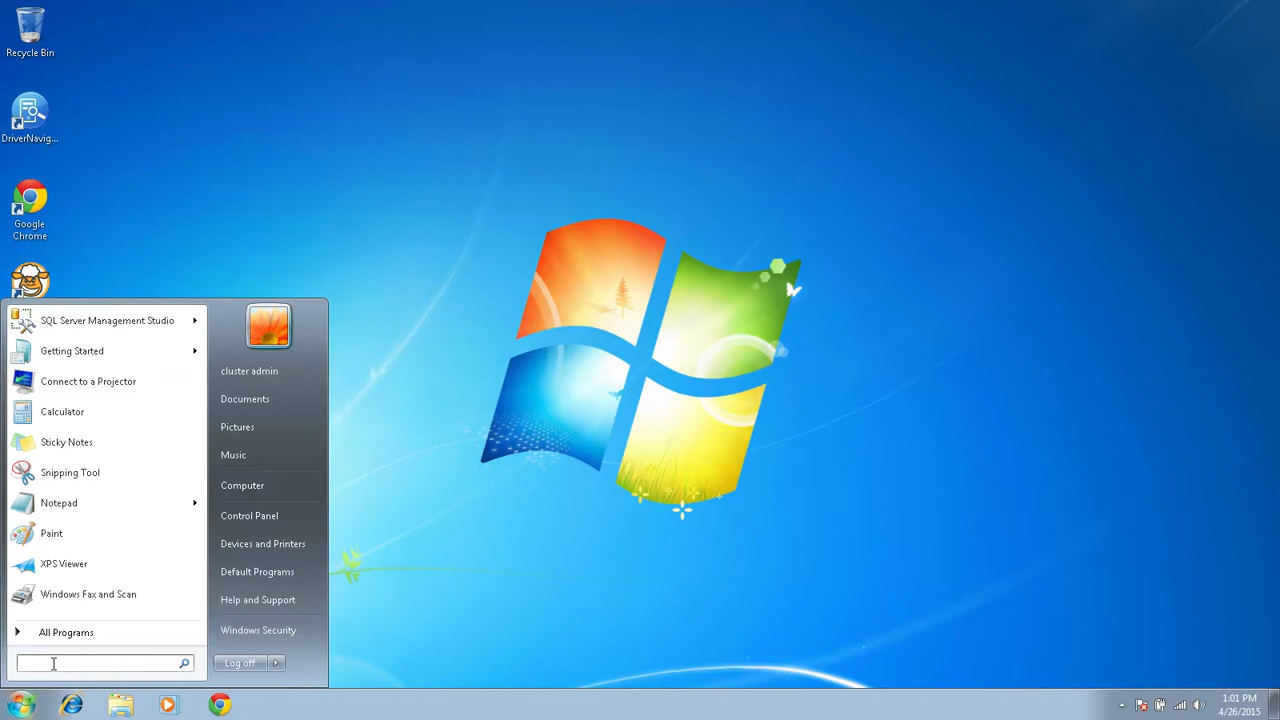 Recycle Bin
DriverNavig...
Google
Chrome
SQL Server Management Studio
Getting Started
Connect to a Projector
Calculator
Sticky Notes
Snipping Tool
Notepad
Paint
XPS Viewer
Windows Fax and Scan
All Programs
cluster admin
Documents
Pictures
Music
Computer
Control Panel
Devices and Printers
Default Programs
Help and Support
Windows Security
Log off
1:01 PM
4/26/2015